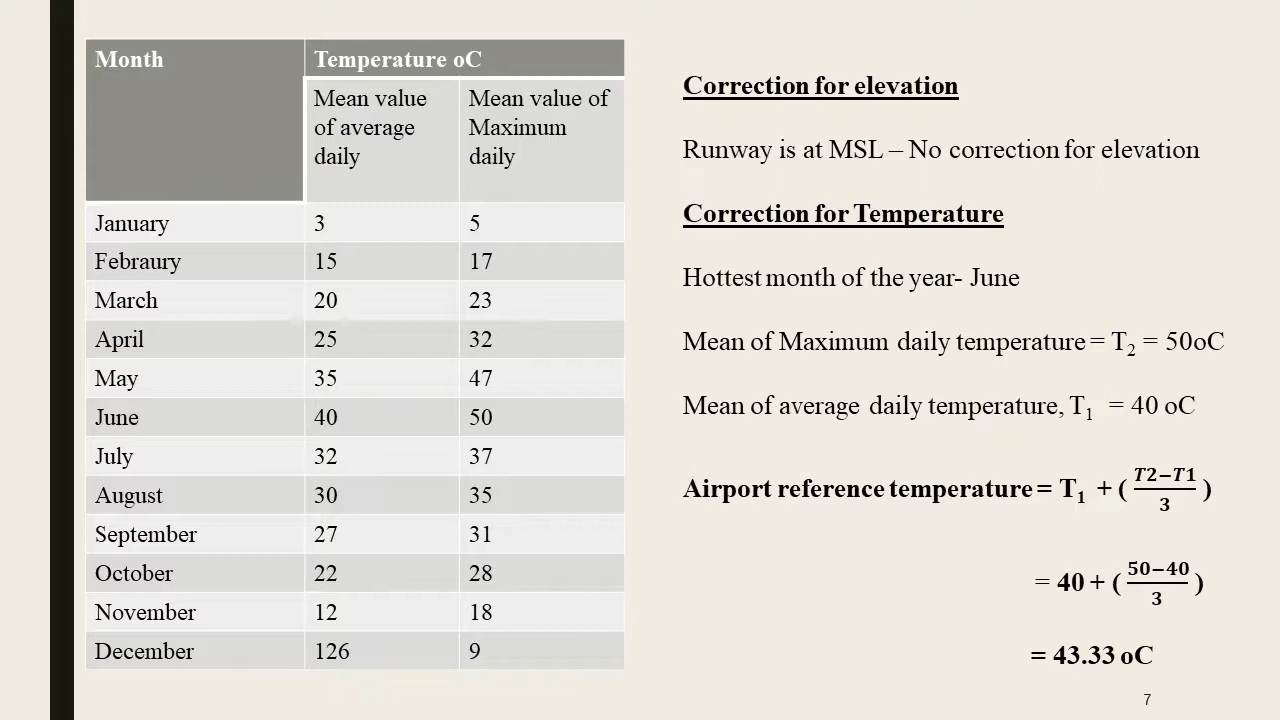 Month Temperature oC
Mean value of average daily Mean value of Maximum daily
January 3 5
Febraury 15 17
March 20 23
April 25 32
May 35 47
June 40 50
July 32 37
August 30 35
September 27 31
October 22 28
November 12 18
December 126 9
Correction for elevation
Runway is at MSL – No correction for elevation
Correction for Temperature
Hottest month of the year- June
Mean of Maximum daily temperature = T₂ = 50oC
Mean of average daily temperature, T₁ = 40 oC
Airport reference temperature = T₁ + ( T2−T1 / 3 )
= 40 + ( 50−40 / 3 )
= 43.33 oC
7